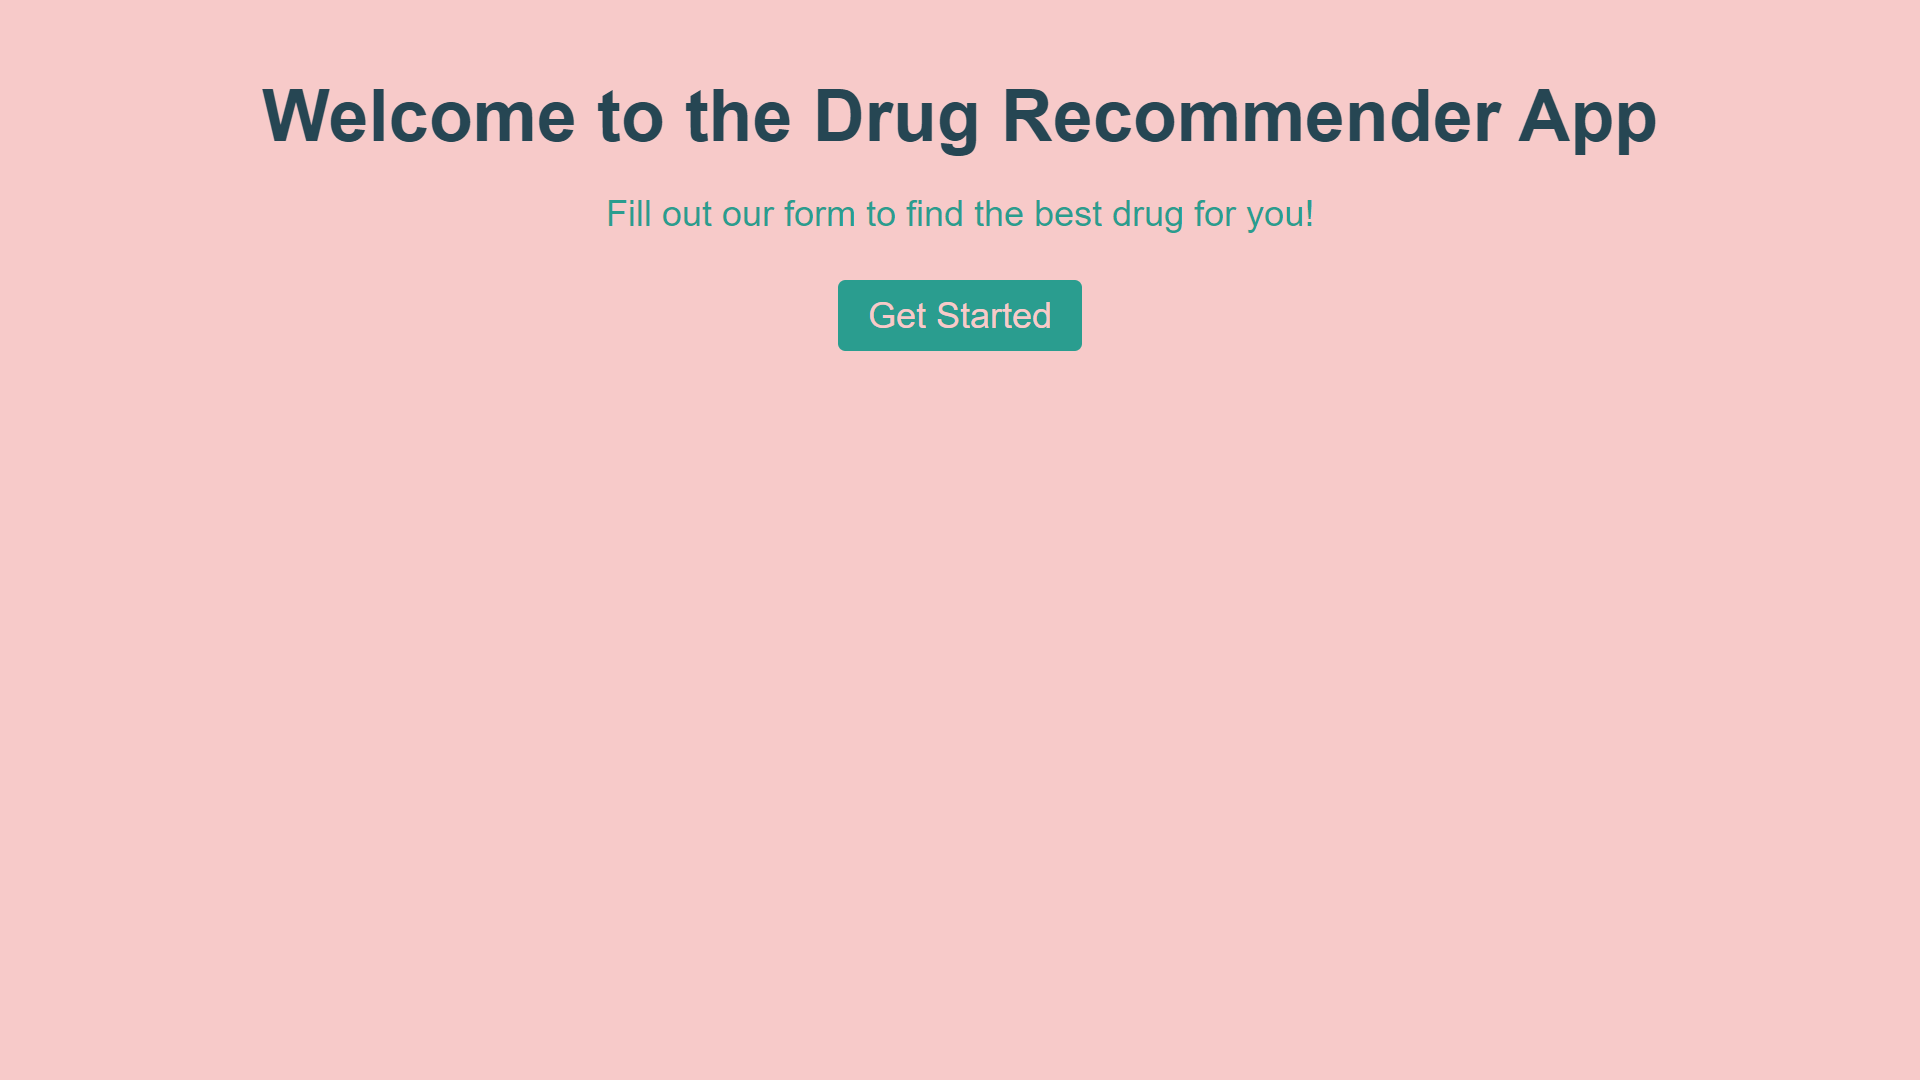 Welcome to the Drug Recommender App
Fill out our form to find the best drug for you!
Get Started